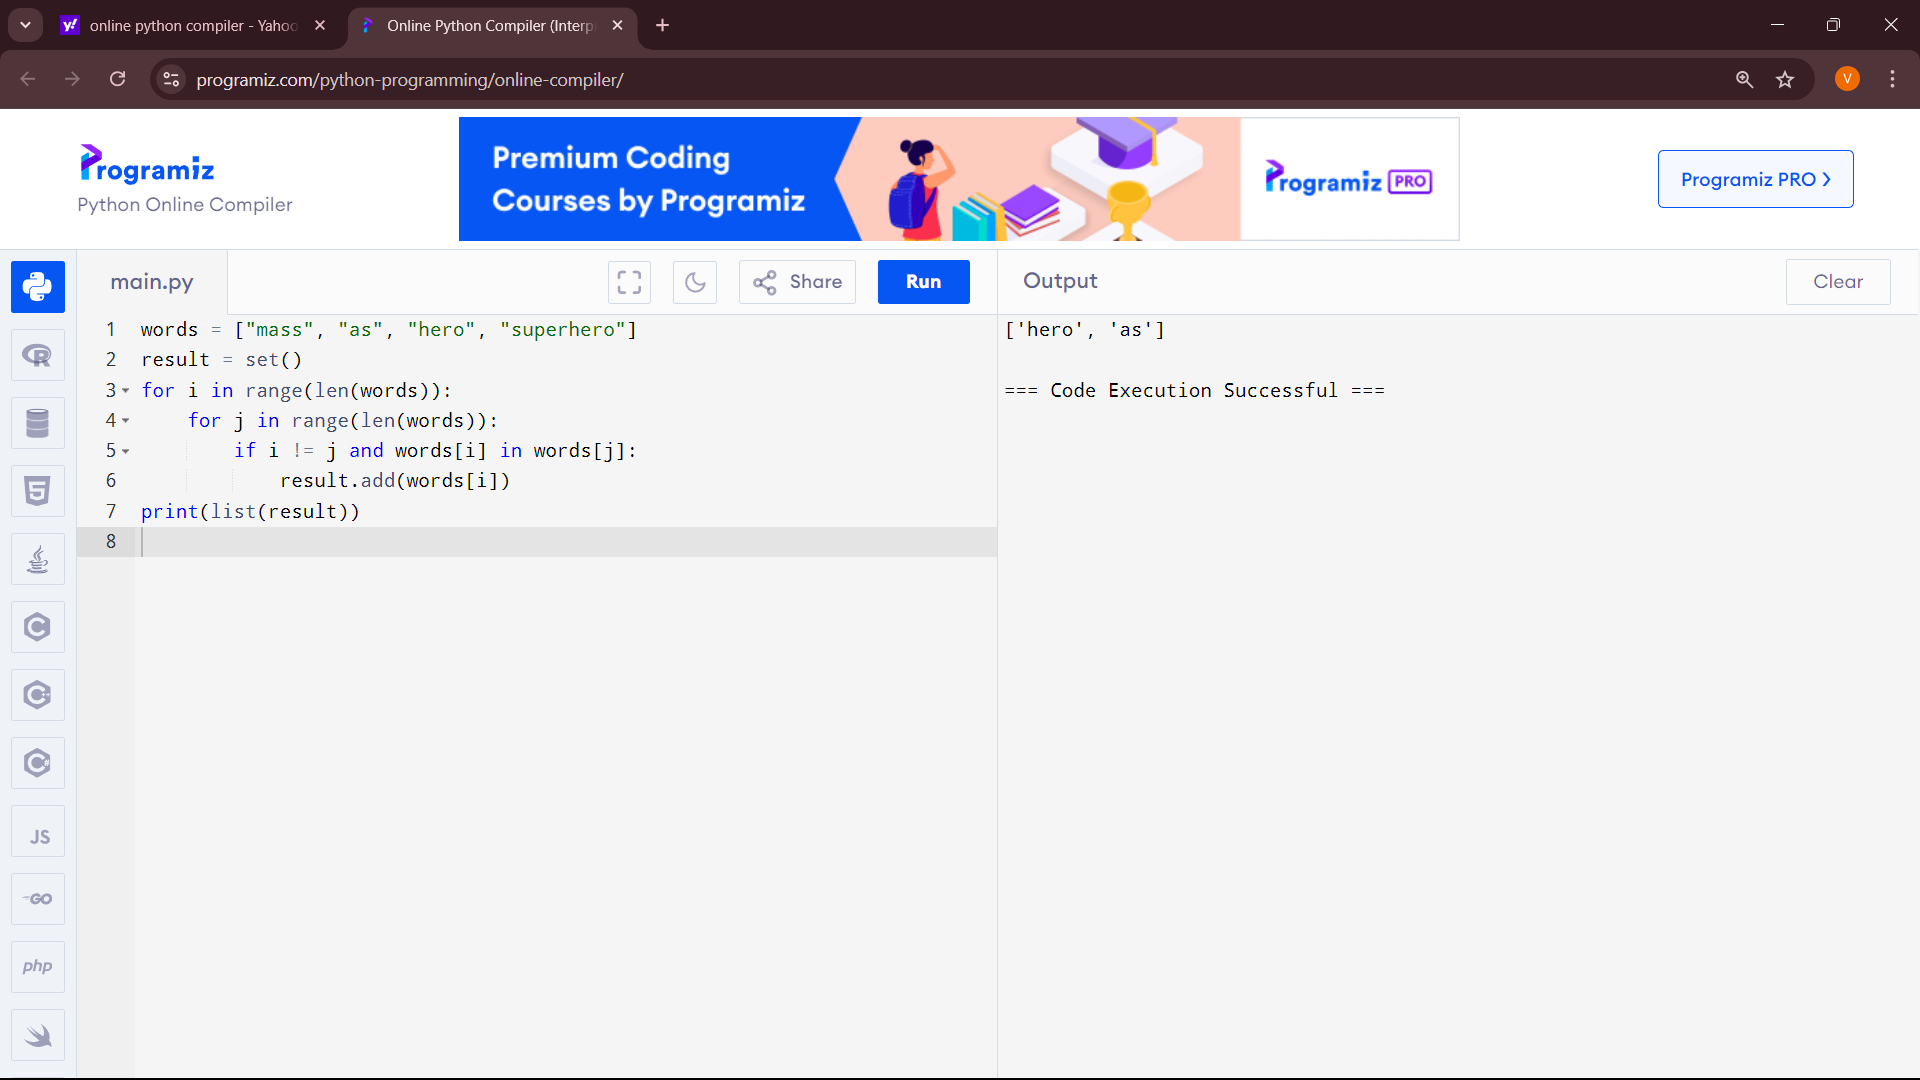 online python compiler - Yahoo
Online Python Compiler (Interp
programiz.com/python-programming/online-compiler/
V
Programiz
Python Online Compiler
Premium Coding
Courses by Programiz
Programiz PRO
Programiz PRO ›
main.py
Share
Run
Output
Clear
1 words = ["mass", "as", "hero", "superhero"]
2 result = set()
3 for i in range(len(words)):
4     for j in range(len(words)):
5         if i != j and words[i] in words[j]:
6             result.add(words[i])
7 print(list(result))
8
['hero', 'as']
=== Code Execution Successful ===
R
5
C
C++
C#
JS
GO
php